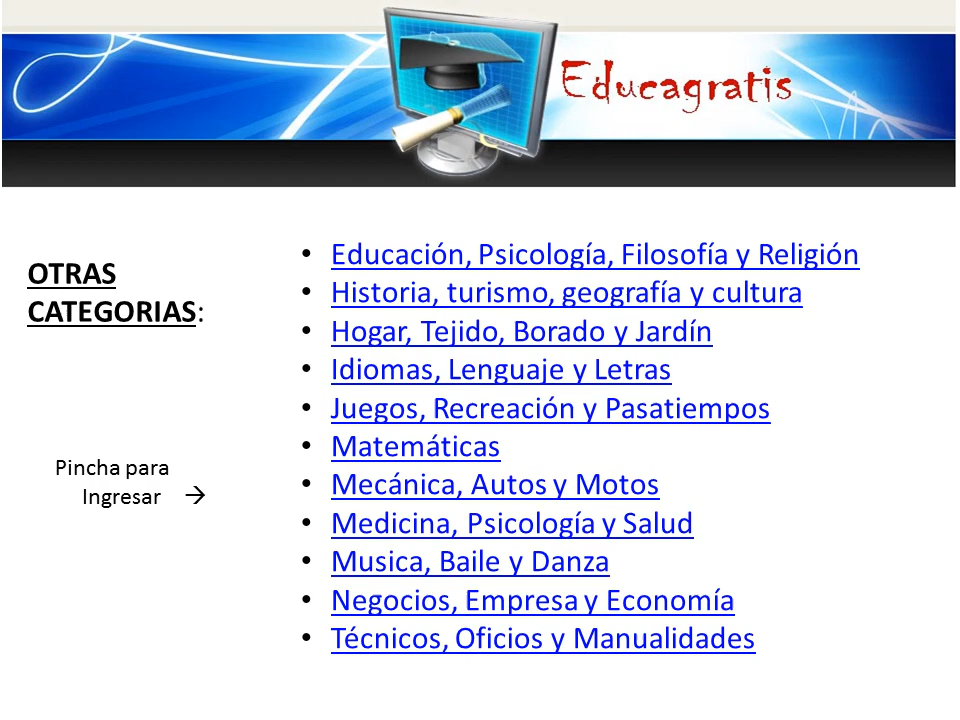 Educagratis
OTRAS
CATEGORIAS:
Pincha para
Ingresar →
• Educación, Psicología, Filosofía y Religión
• Historia, turismo, geografía y cultura
• Hogar, Tejido, Borado y Jardín
• Idiomas, Lenguaje y Letras
• Juegos, Recreación y Pasatiempos
• Matemáticas
• Mecánica, Autos y Motos
• Medicina, Psicología y Salud
• Musica, Baile y Danza
• Negocios, Empresa y Economía
• Técnicos, Oficios y Manualidades